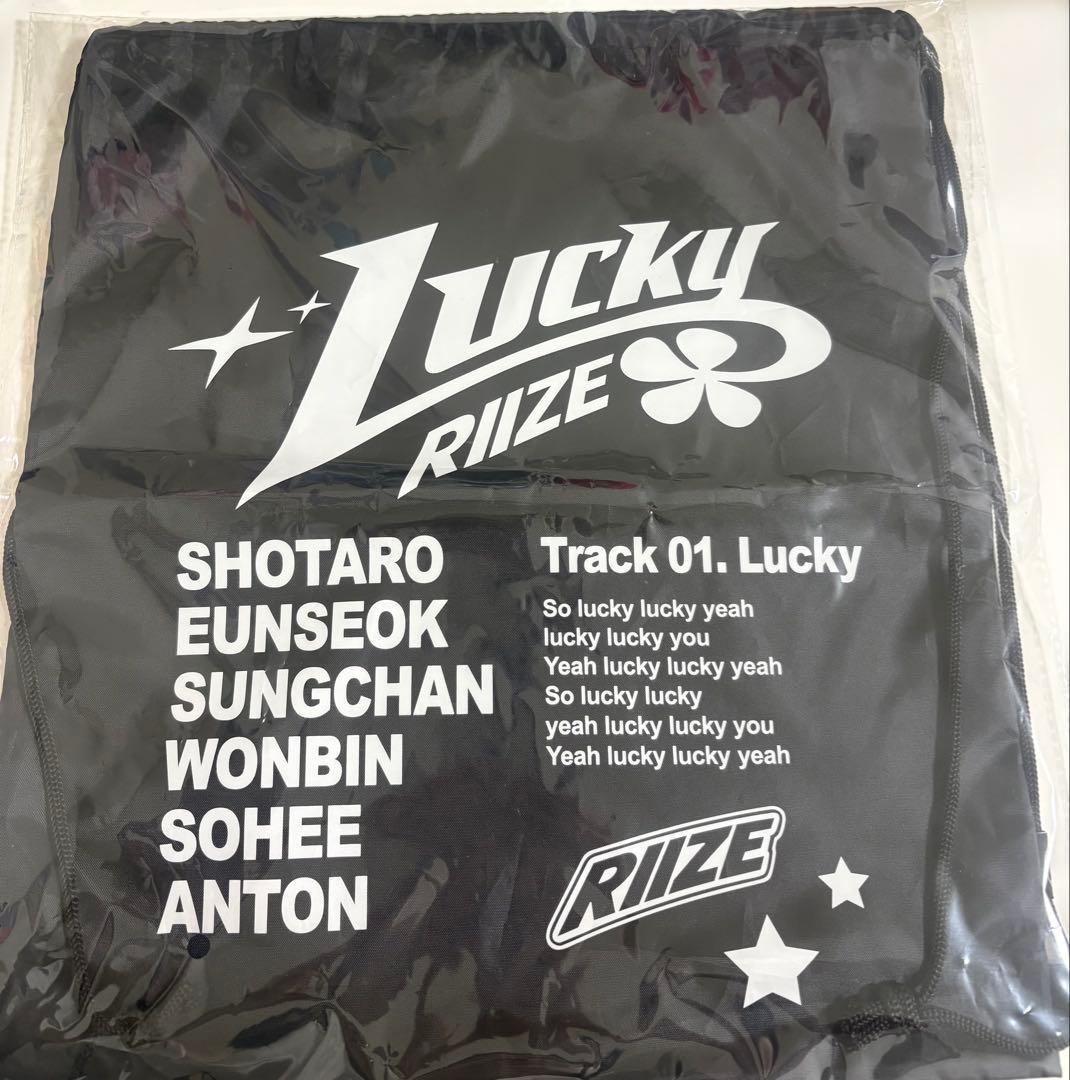 Lucky
RIIZE
SHOTARO
EUNSEOK
SUNGCHAN
WONBIN
SOHEE
ANTON
Track 01. Lucky
So lucky lucky yeah
lucky lucky you
Yeah lucky lucky yeah
So lucky lucky
yeah lucky lucky you
Yeah lucky lucky yeah
RIIZE